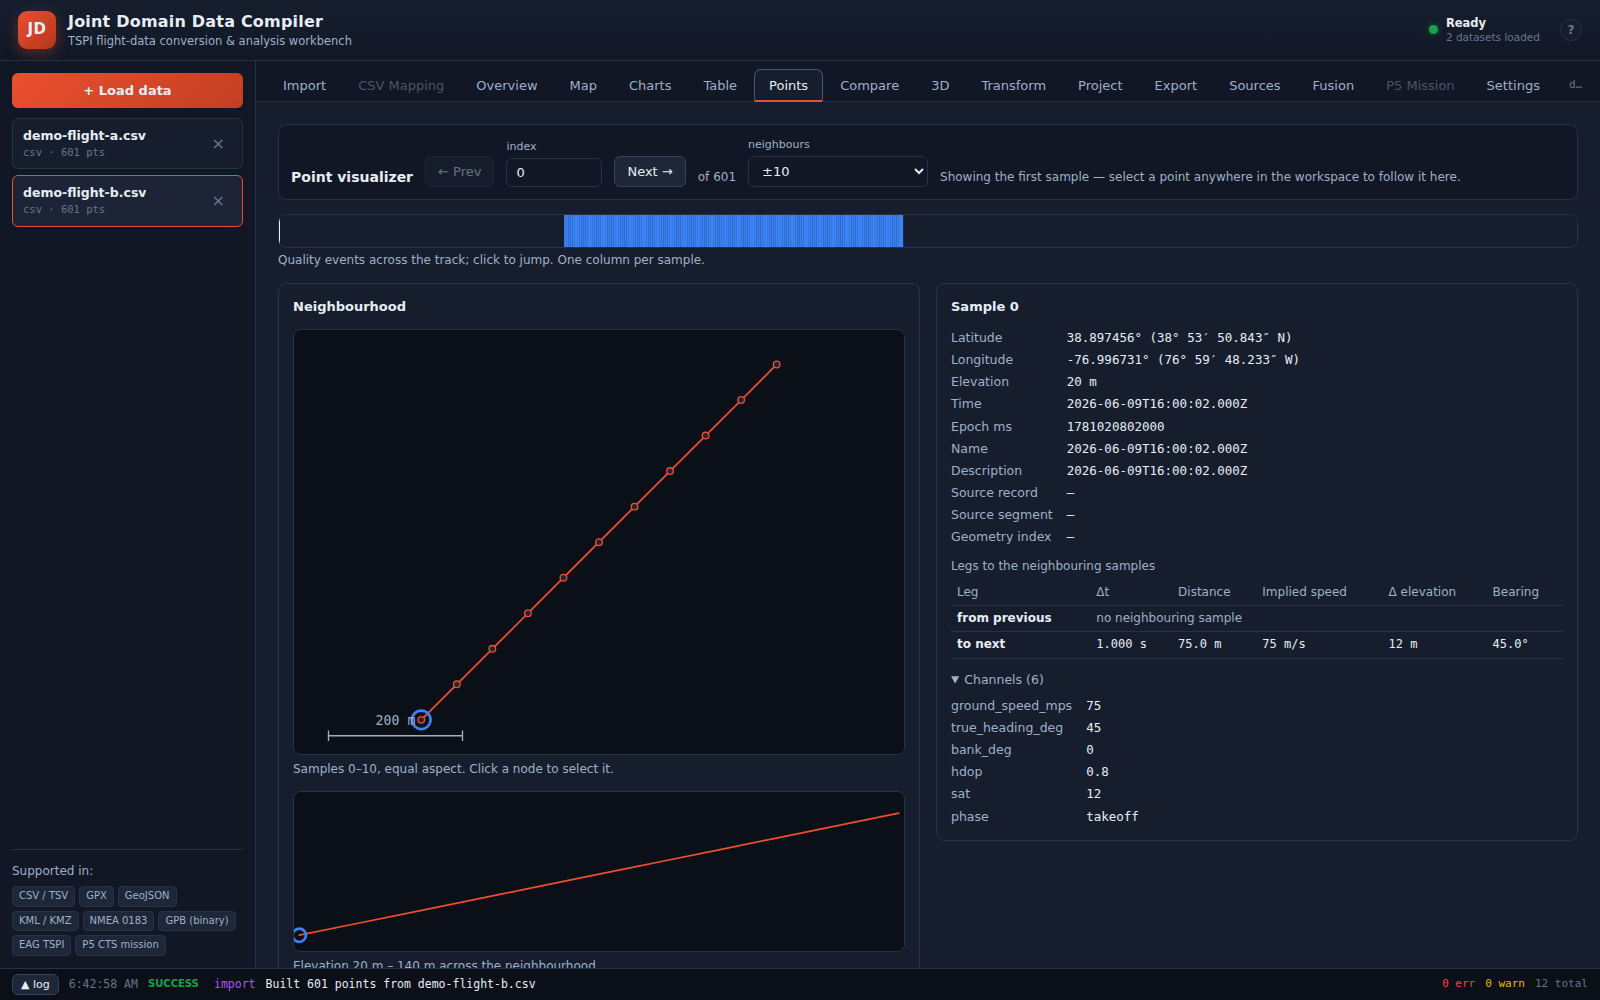 JD
Joint Domain Data Compiler
TSPI flight-data conversion & analysis workbench
Ready
2 datasets loaded
?
+ Load data
Import CSV Mapping Overview Map Charts Table Points Compare 3D Transform Project Export Sources Fusion P5 Mission Settings d…
demo-flight-a.csv ×
csv · 601 pts
demo-flight-b.csv ×
csv · 601 pts
Point visualizer
← Prev
index
0
Next →
of 601
neighbours
±10
Showing the first sample — select a point anywhere in the workspace to follow it here.
Quality events across the track; click to jump. One column per sample.
Neighbourhood
200 m
Samples 0–10, equal aspect. Click a node to select it.
Elevation 20 m – 140 m across the neighbourhood
Sample 0
Latitude 38.897456° (38° 53′ 50.843″ N)
Longitude -76.996731° (76° 59′ 48.233″ W)
Elevation 20 m
Time 2026-06-09T16:00:02.000Z
Epoch ms 1781020802000
Name 2026-06-09T16:00:02.000Z
Description 2026-06-09T16:00:02.000Z
Source record —
Source segment —
Geometry index —
Legs to the neighbouring samples
Leg Δt Distance Implied speed Δ elevation Bearing
from previous no neighbouring sample
to next 1.000 s 75.0 m 75 m/s 12 m 45.0°
▼ Channels (6)
ground_speed_mps 75
true_heading_deg 45
bank_deg 0
hdop 0.8
sat 12
phase takeoff
Supported in:
CSV / TSV GPX GeoJSON
KML / KMZ NMEA 0183 GPB (binary)
EAG TSPI P5 CTS mission
▲ log 6:42:58 AM SUCCESS import Built 601 points from demo-flight-b.csv
0 err 0 warn 12 total